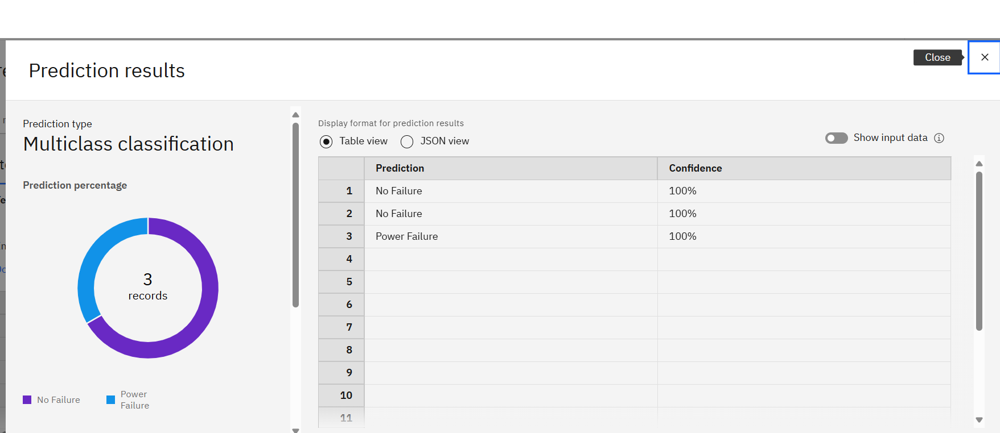 Close
Prediction results
Prediction type
Multiclass classification
Prediction percentage
3
records
No Failure
Power
Failure
Display format for prediction results
Table view
JSON view
Show input data
Prediction Confidence
1 No Failure 100%
2 No Failure 100%
3 Power Failure 100%
4
5
6
7
8
9
10
11